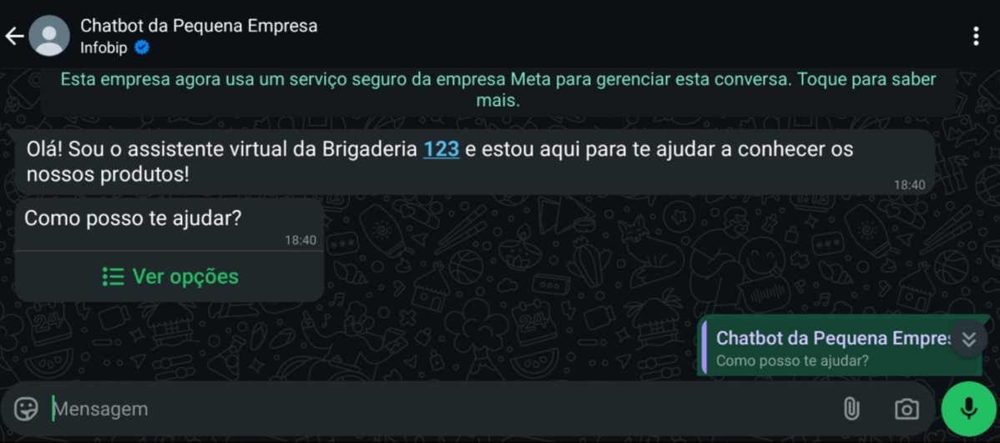 Chatbot da Pequena Empresa
Infobip
Esta empresa agora usa um serviço seguro da empresa Meta para gerenciar esta conversa. Toque para saber
mais.
Olá! Sou o assistente virtual da Brigaderia 123 e estou aqui para te ajudar a conhecer os
nossos produtos!
18:40
Como posso te ajudar?
18:40
Ver opções
Chatbot da Pequena
Como posso te ajudar?
Mensagem